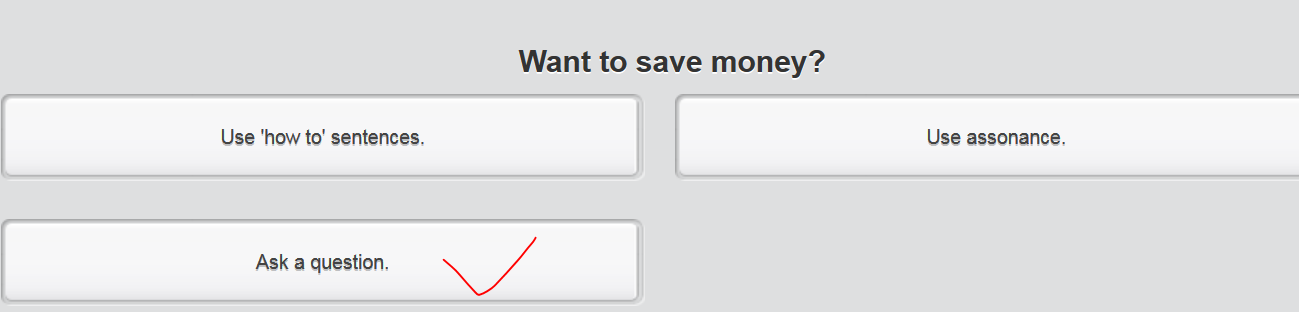 Want to save money?
Use 'how to' sentences.
Use assonance.
Ask a question.